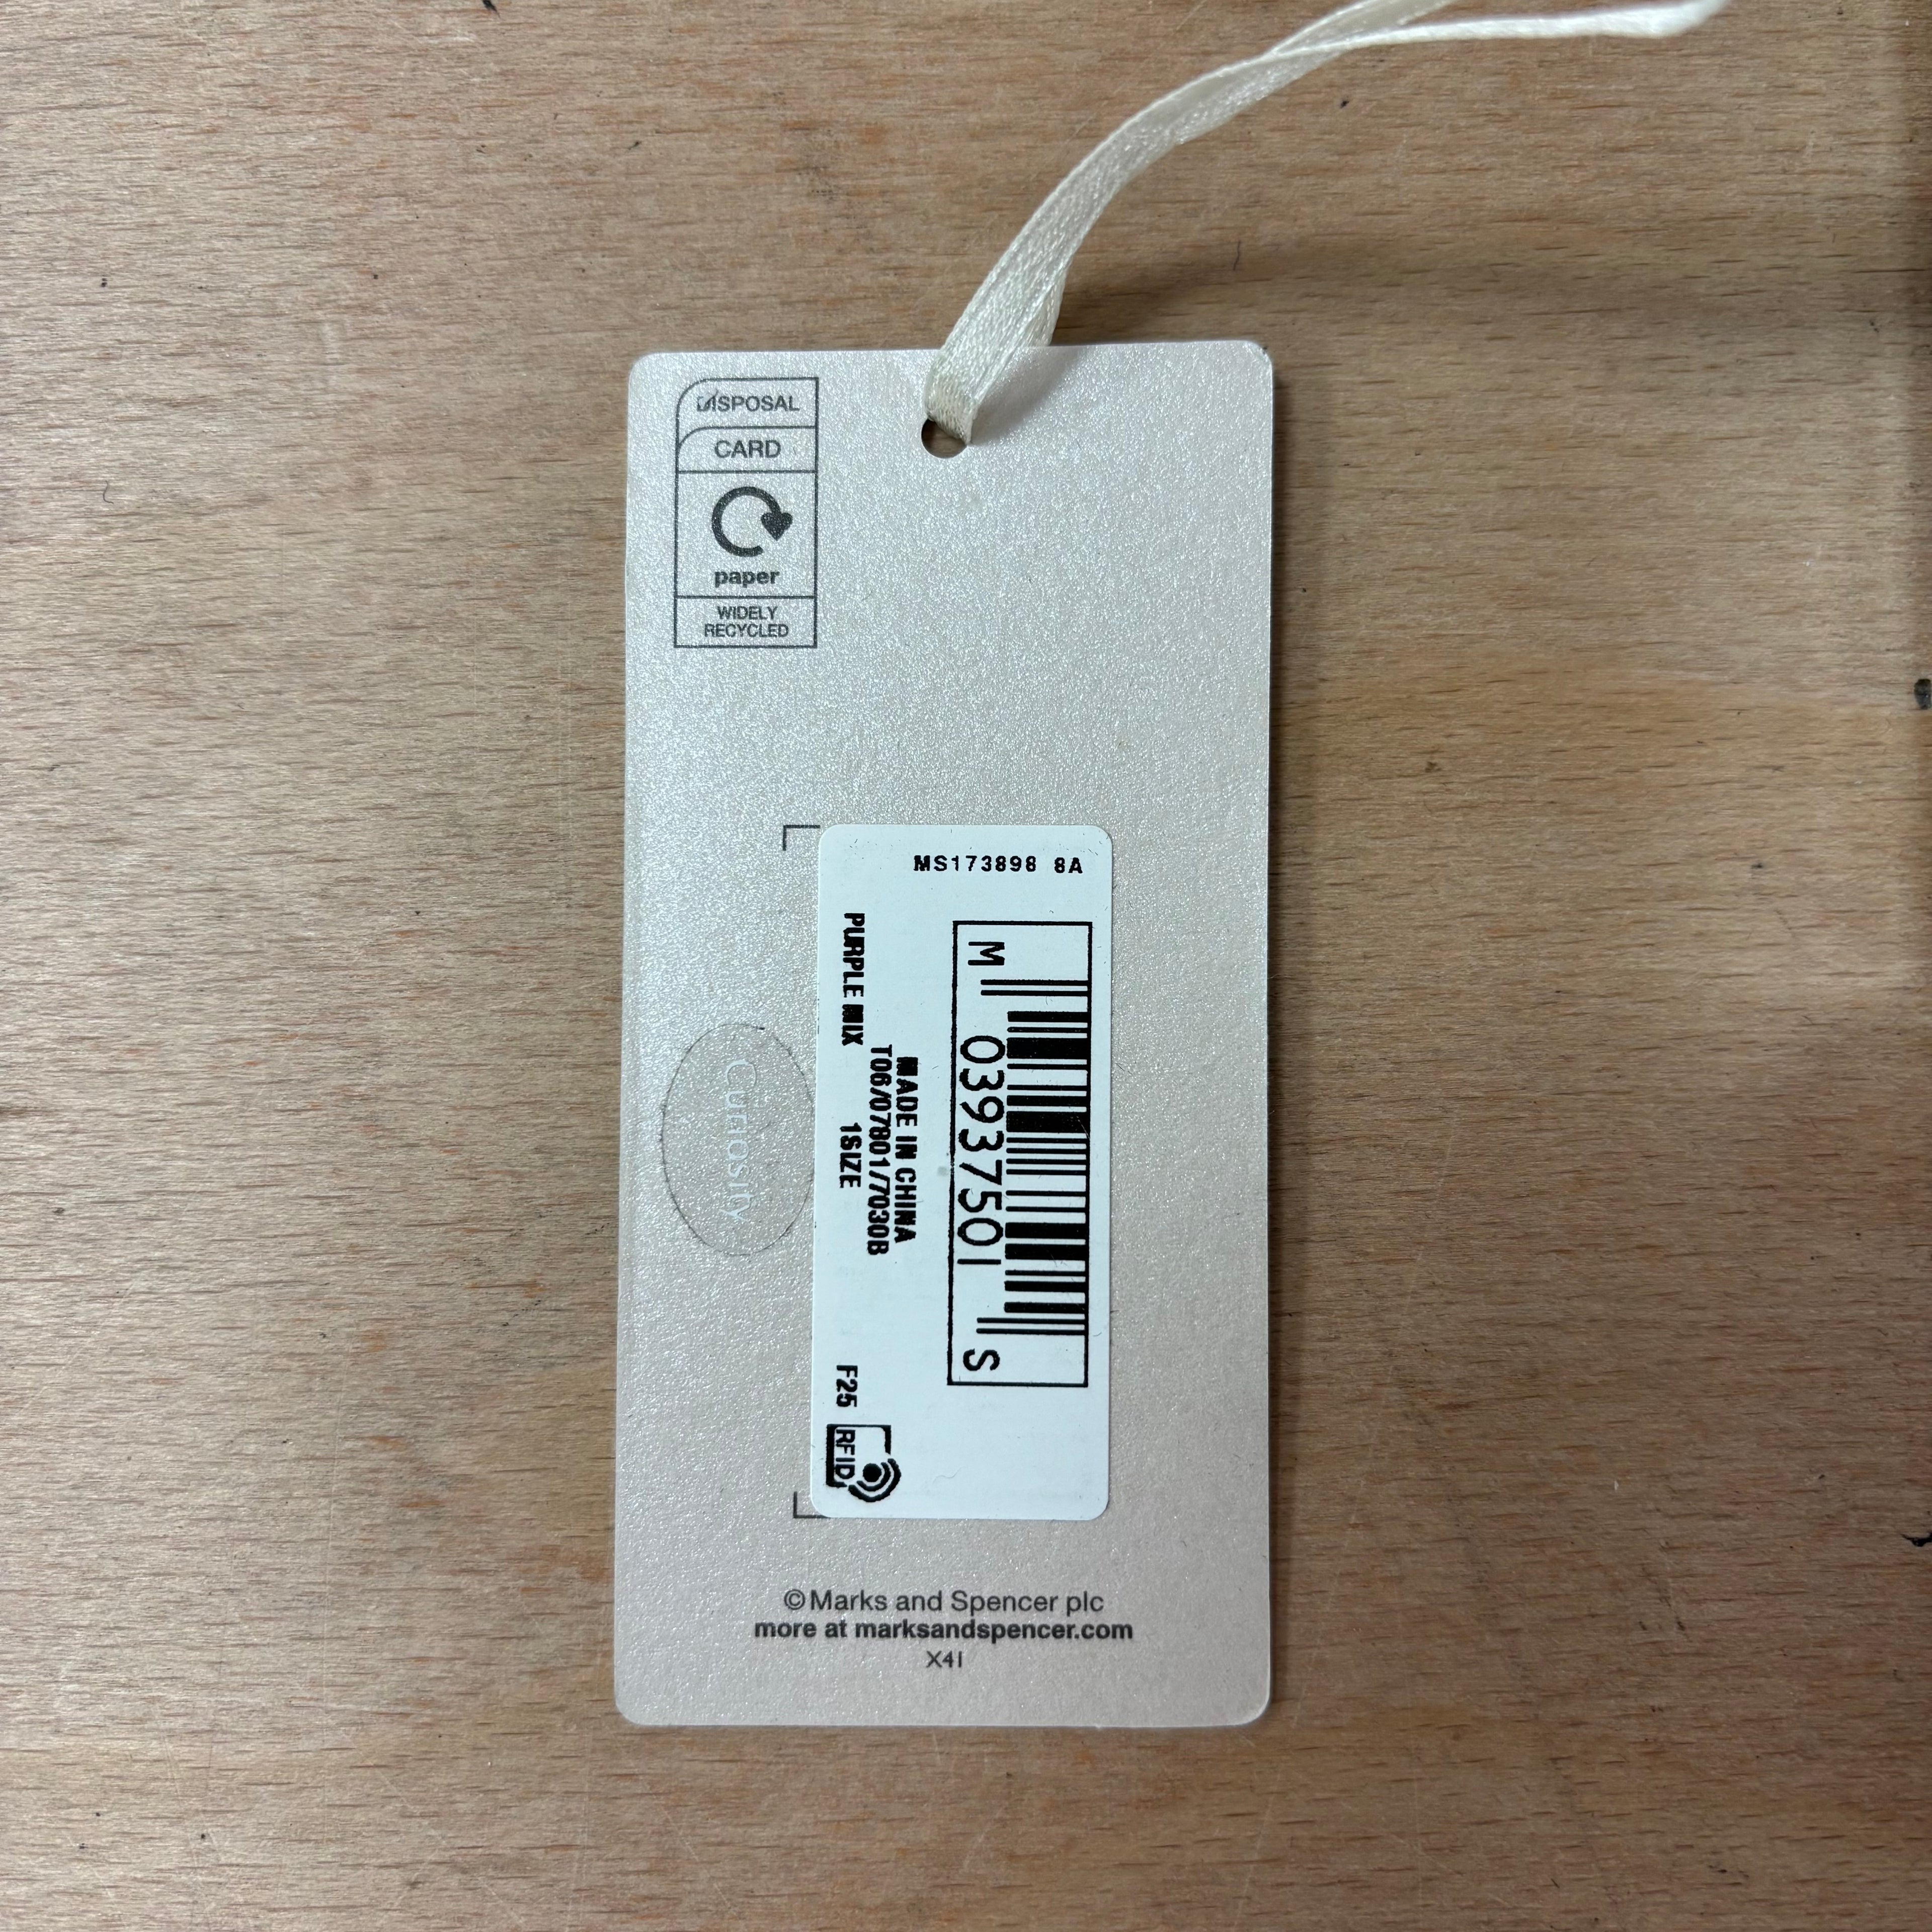 DISPOSAL
CARD
paper
WIDELY
RECYCLED
MS173898 8A
M 03937501 S
MADE IN CHINA
T06/07801/7030B
PURPLE MIX 1SIZE F25
RFID
Curiosity
©Marks and Spencer plc
more at marksandspencer.com
X41